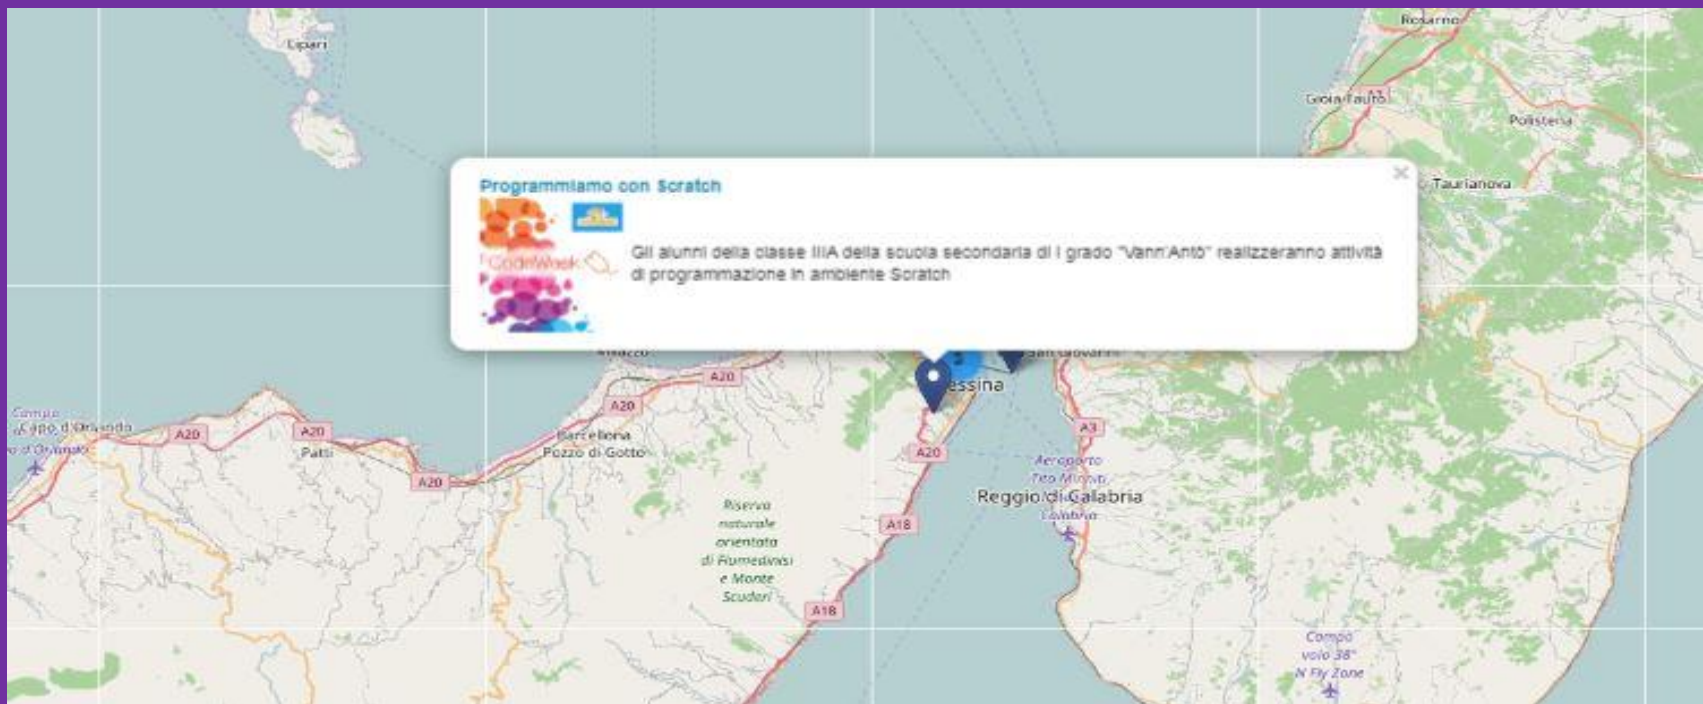 Rosarno
Lipari
Gioia Tauro
Polistena
Taurianova
Programmiamo con Scratch
CodeWeek
Gli alunni della classe IIIA della scuola secondaria di I grado "Vann'Antò" realizzeranno attività
di programmazione in ambiente Scratch
San Giovanni
A20
essina
A20
Campo
Capo d'Orlando
d'Orlando
A20
A20
Patti
Barcellona
Pozzo di Gotto
A20
A20
A3
Aeroporto
Tito Minniti
Reggio di Calabria
Calabria
Riserva
naturale
orientata
di Fiumedinisi
e Monte
Scuderi
A18
A18
Campo
volo 38°
N Fly Zone